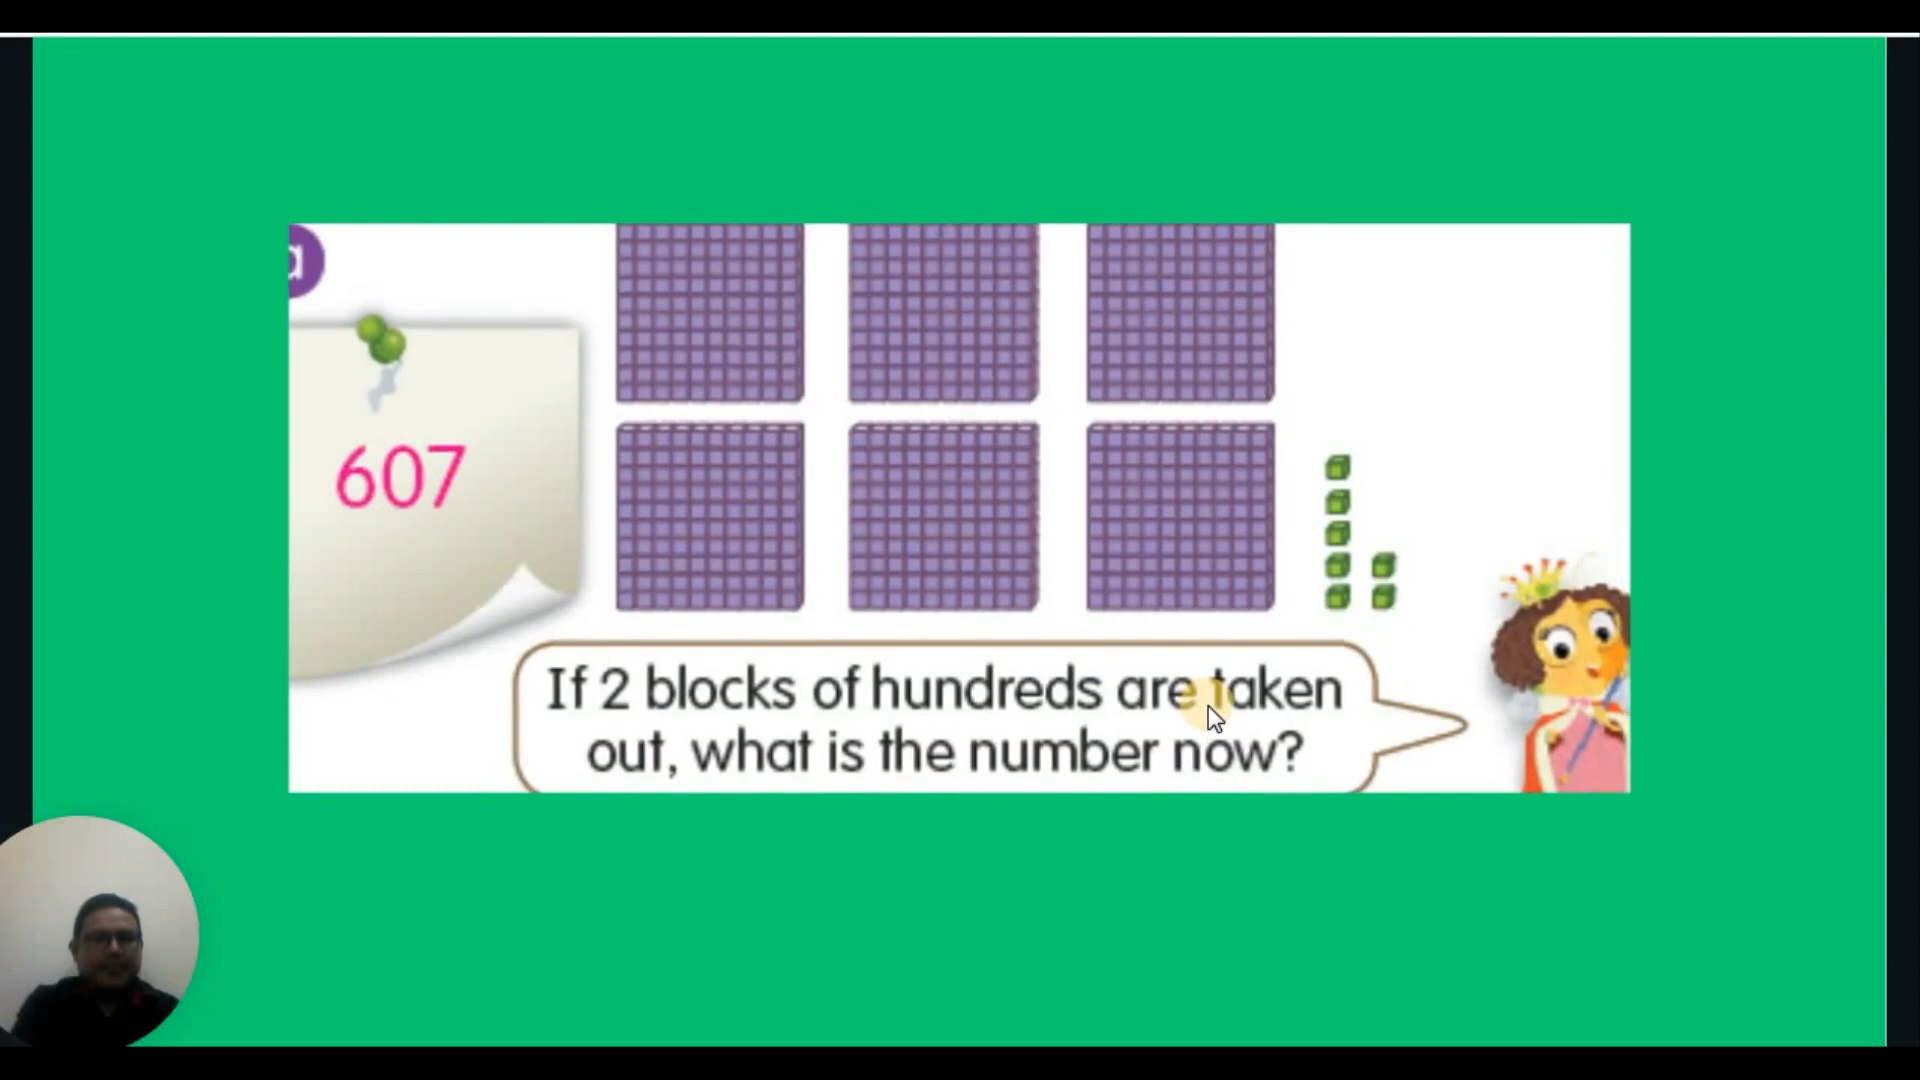 a
607
If 2 blocks of hundreds are taken
out, what is the number now?